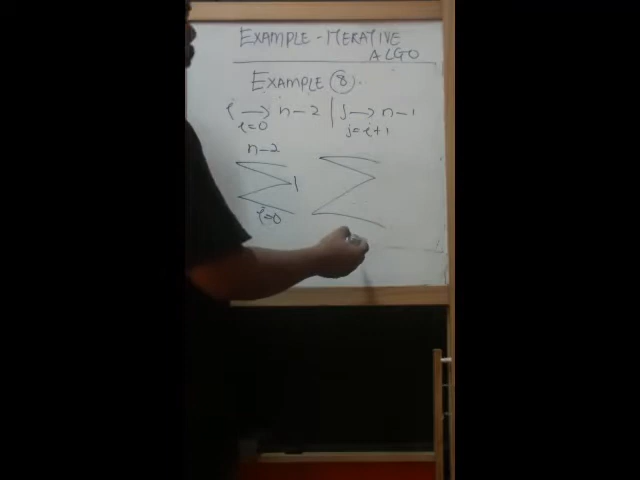 EXAMPLE - ITERATIVE
ALGO
EXAMPLE 8.
i → n-2 | j → n-1
i=0 j=i+1
n-2
∑ 1 ∑
i=0